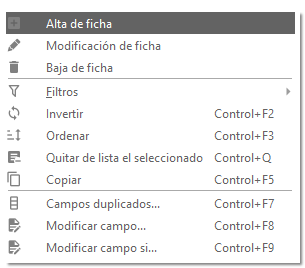 Alta de ficha
Modificación de ficha
Baja de ficha
Filtros
Invertir Control+F2
Ordenar Control+F3
Quitar de lista el seleccionado Control+Q
Copiar Control+F5
Campos duplicados... Control+F7
Modificar campo... Control+F8
Modificar campo si... Control+F9